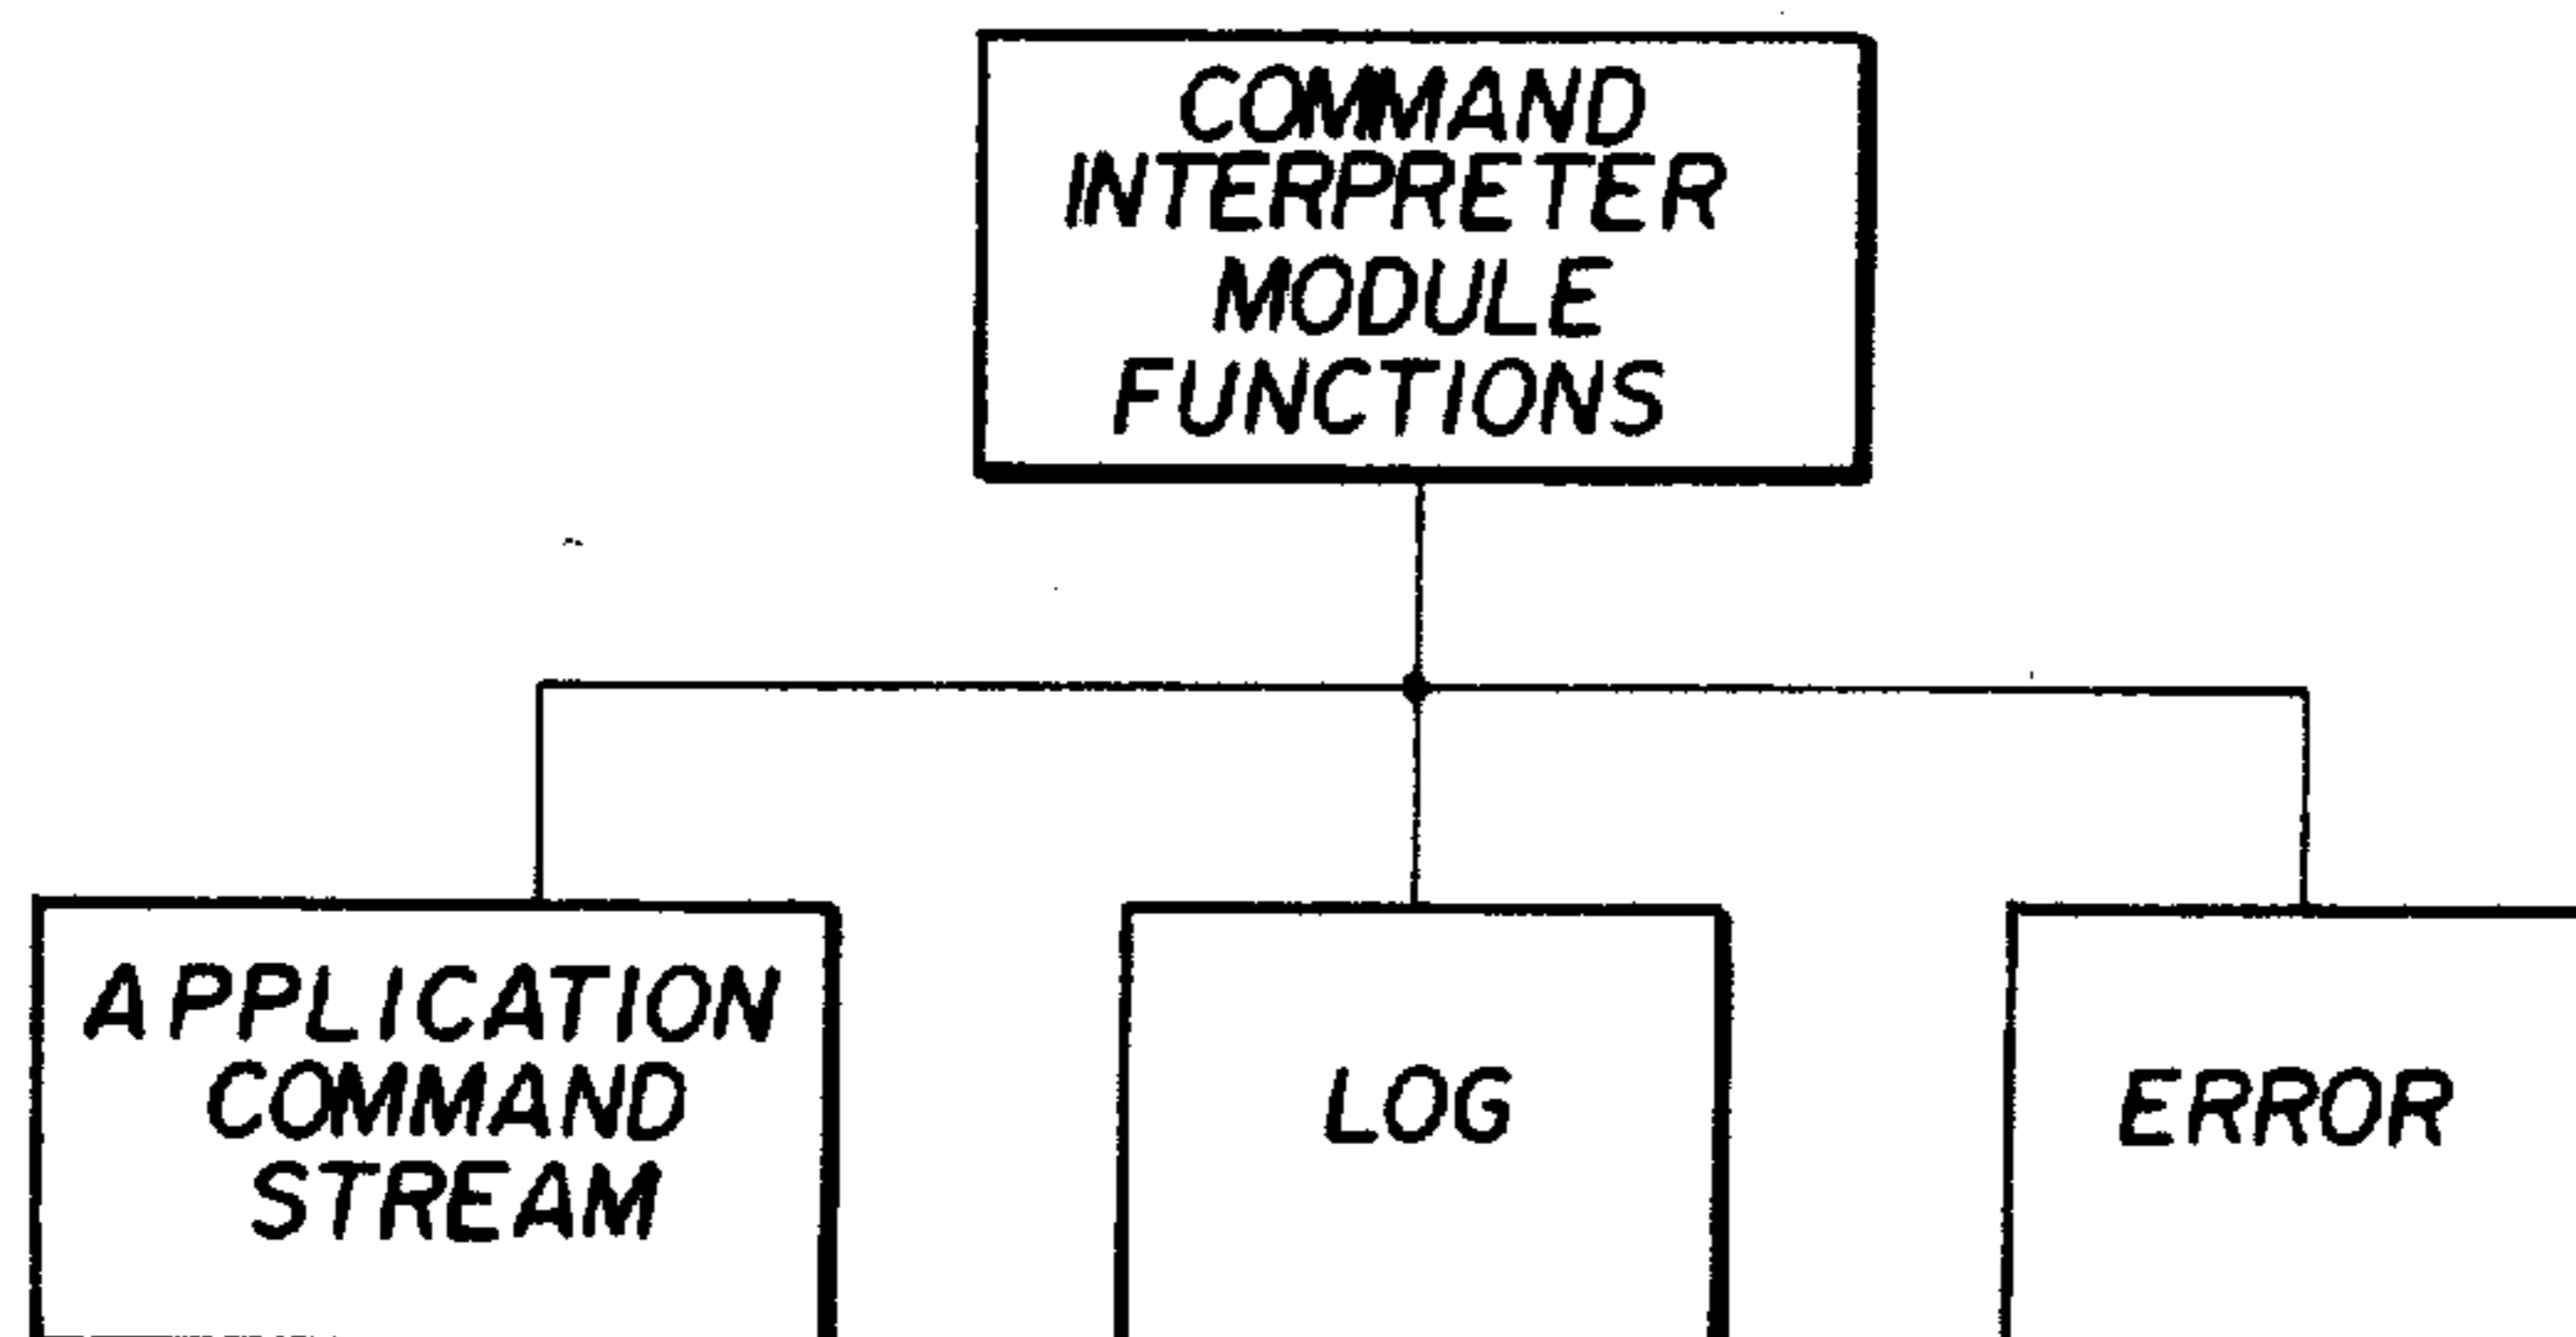 COMMAND
INTERPRETER
MODULE
FUNCTIONS
APPLICATION
COMMAND
STREAM
LOG
ERROR